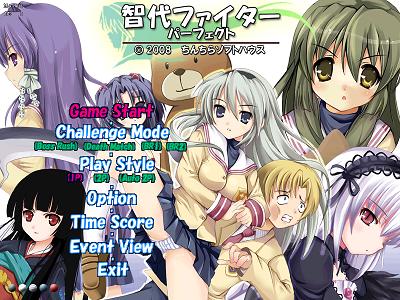 智代ファイター
パーフェクト
© 2008 ちんちらソフトハウス
Game Start
Challenge Mode
(Boss Rush) (Death Match) (BR1) (BR2)
Play Style
(1P) (2P) (Auto 2P)
Option
Time Score
Event View
Exit